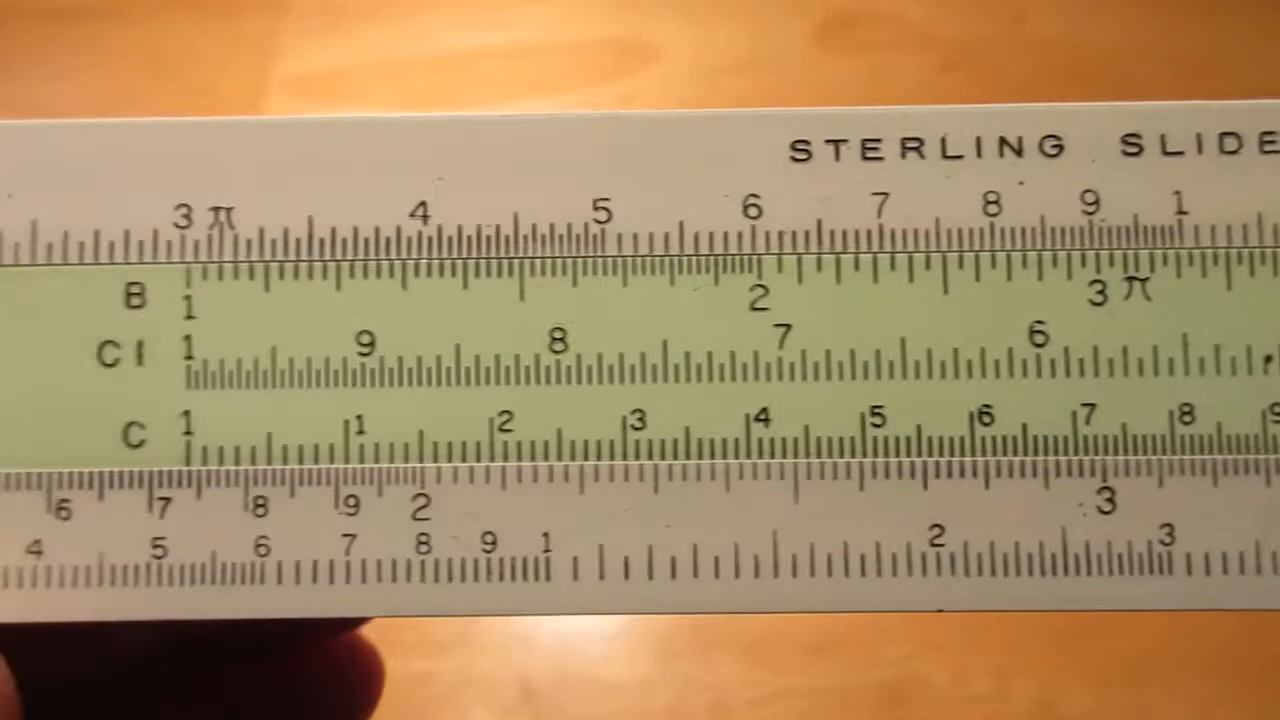 STERLING SLIDE
3 π 4 5 6 7 8 9 1
B 1 2 3 π
CI 1 9 8 7 6
C 1 1 2 3 4 5 6 7 8 9
6 7 8 9 2 3
4 5 6 7 8 9 1 2 3